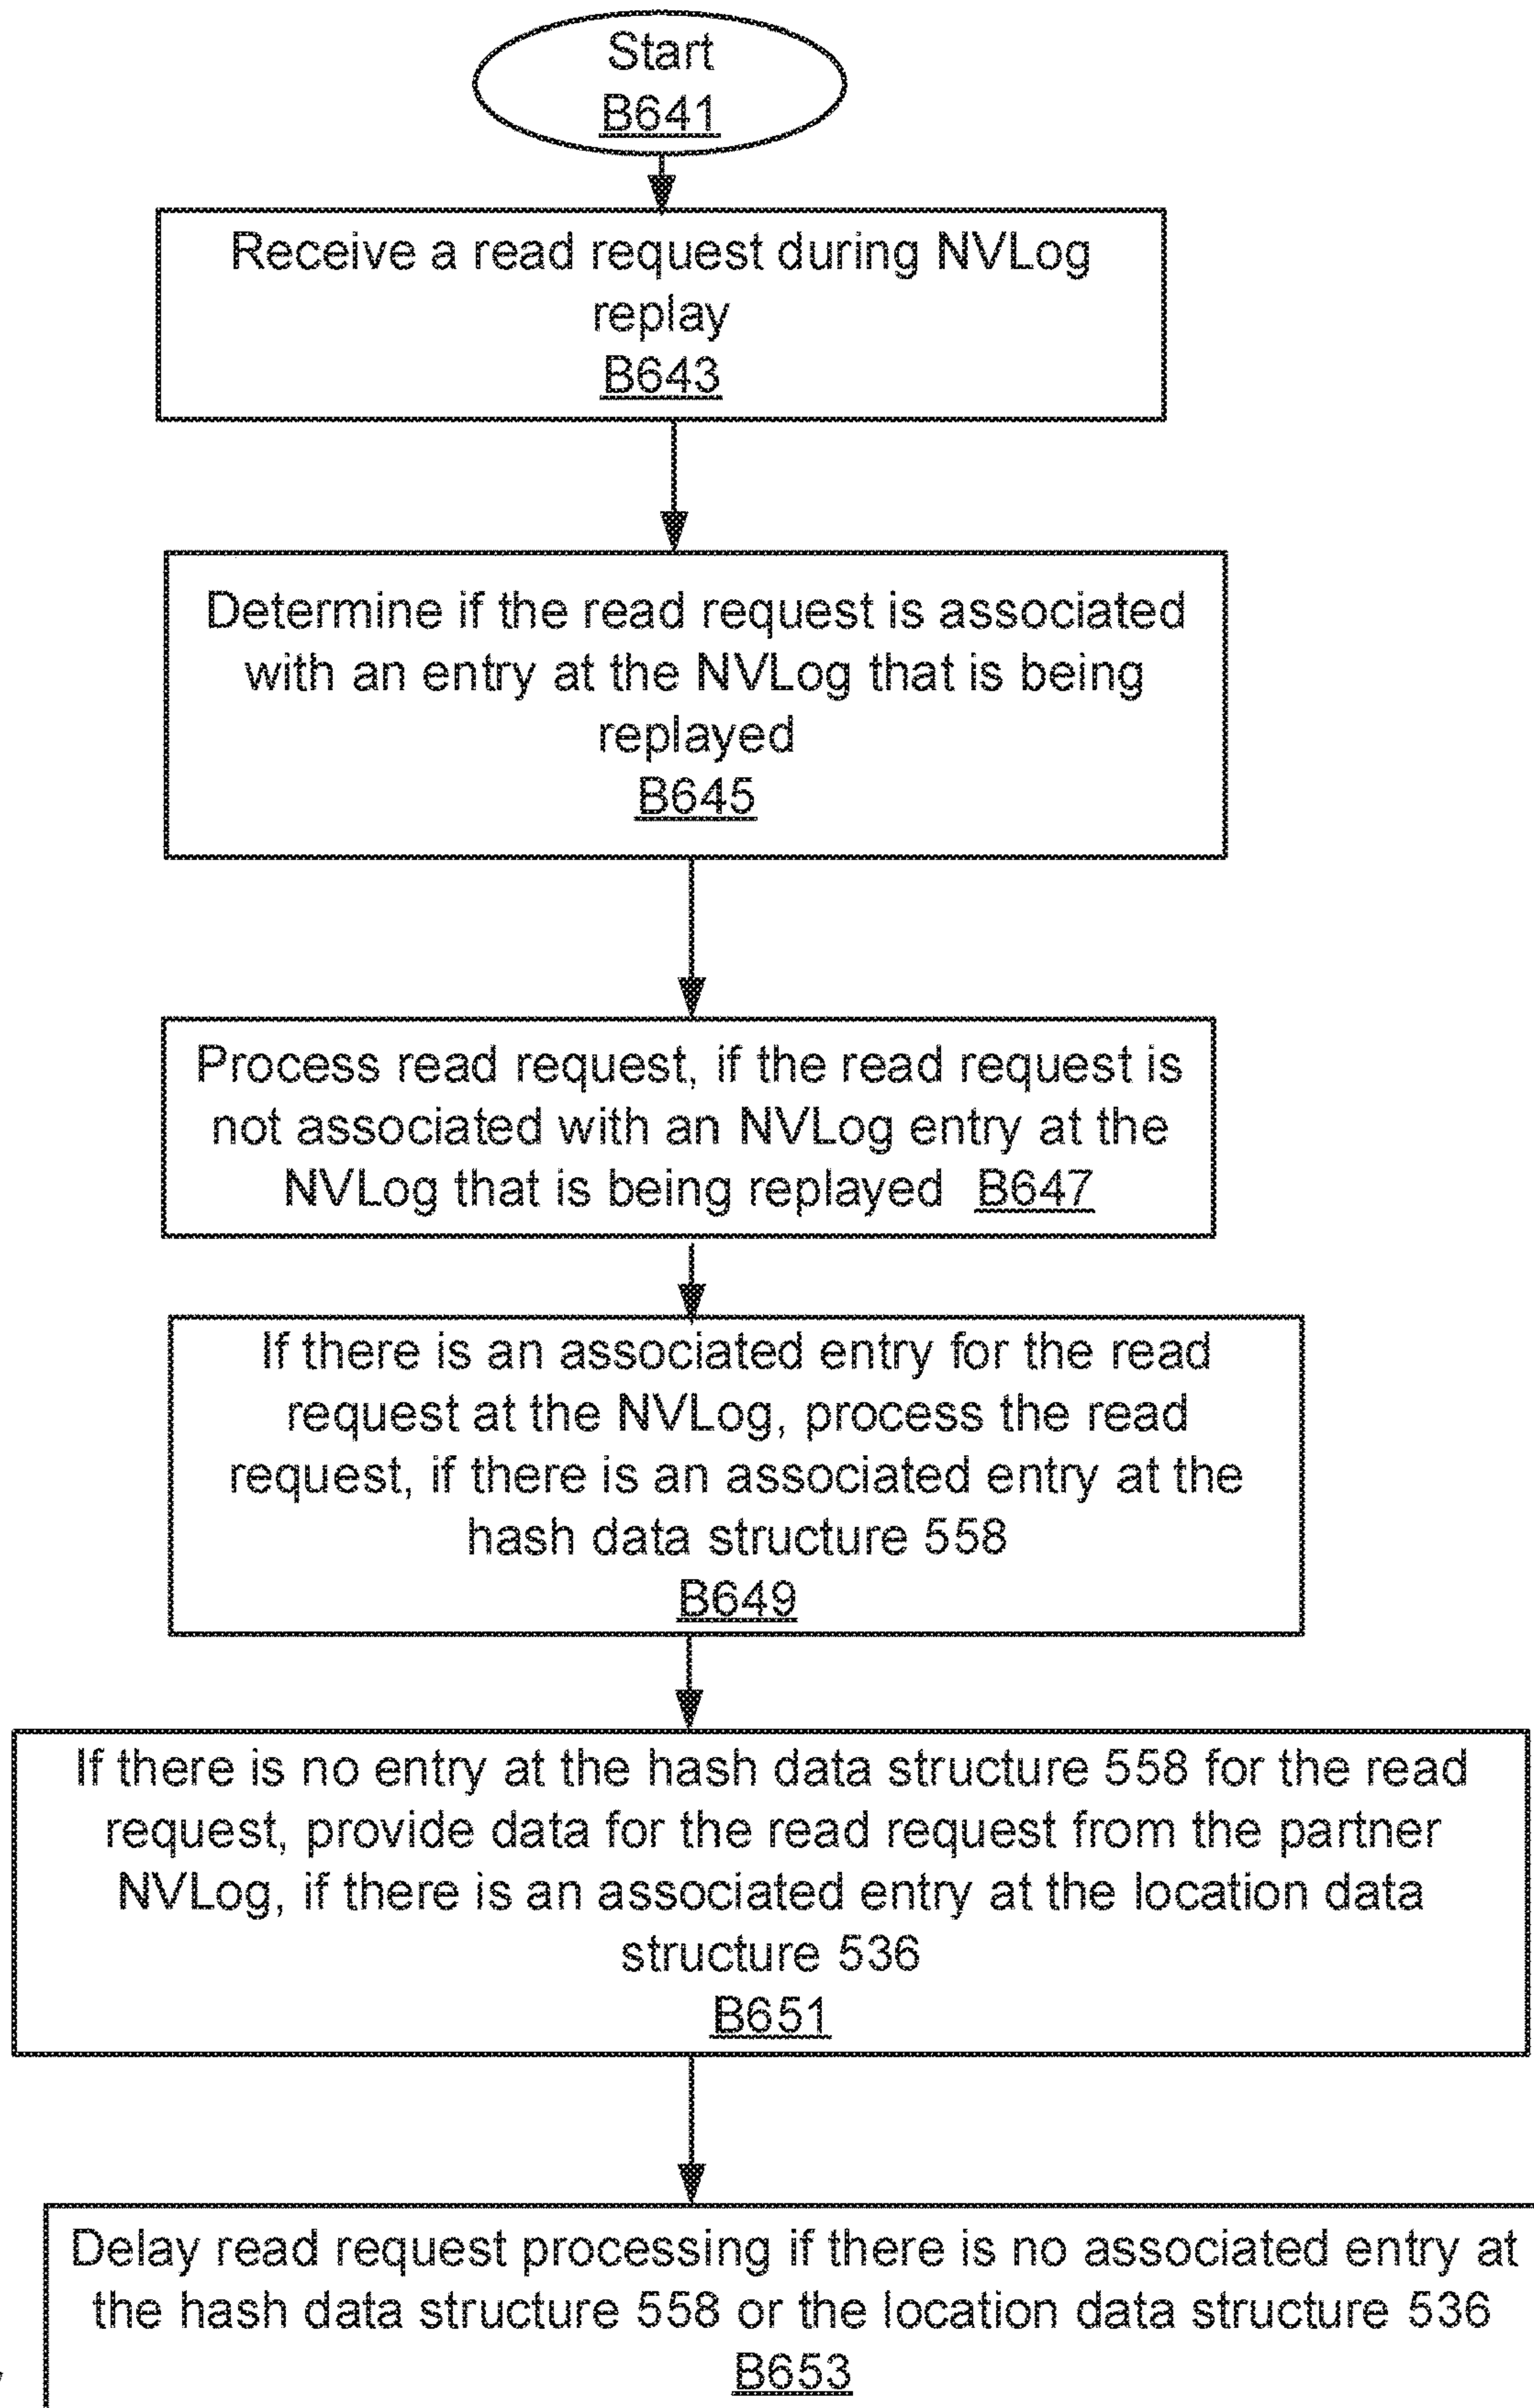 Start
B641
Receive a read request during NVLog
replay
B643
Determine if the read request is associated
with an entry at the NVLog that is being
replayed
B645
Process read request, if the read request is
not associated with an NVLog entry at the
NVLog that is being replayed B647
If there is an associated entry for the read
request at the NVLog, process the read
request, if there is an associated entry at the
hash data structure 558
B649
If there is no entry at the hash data structure 558 for the read
request, provide data for the read request from the partner
NVLog, if there is an associated entry at the location data
structure 536
B651
Delay read request processing if there is no associated entry at
the hash data structure 558 or the location data structure 536
B653